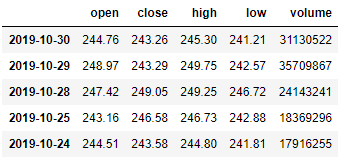 open close high low volume
2019-10-30 244.76 243.26 245.30 241.21 31130522
2019-10-29 248.97 243.29 249.75 242.57 35709867
2019-10-28 247.42 249.05 249.25 246.72 24143241
2019-10-25 243.16 246.58 246.73 242.88 18369296
2019-10-24 244.51 243.58 244.80 241.81 17916255